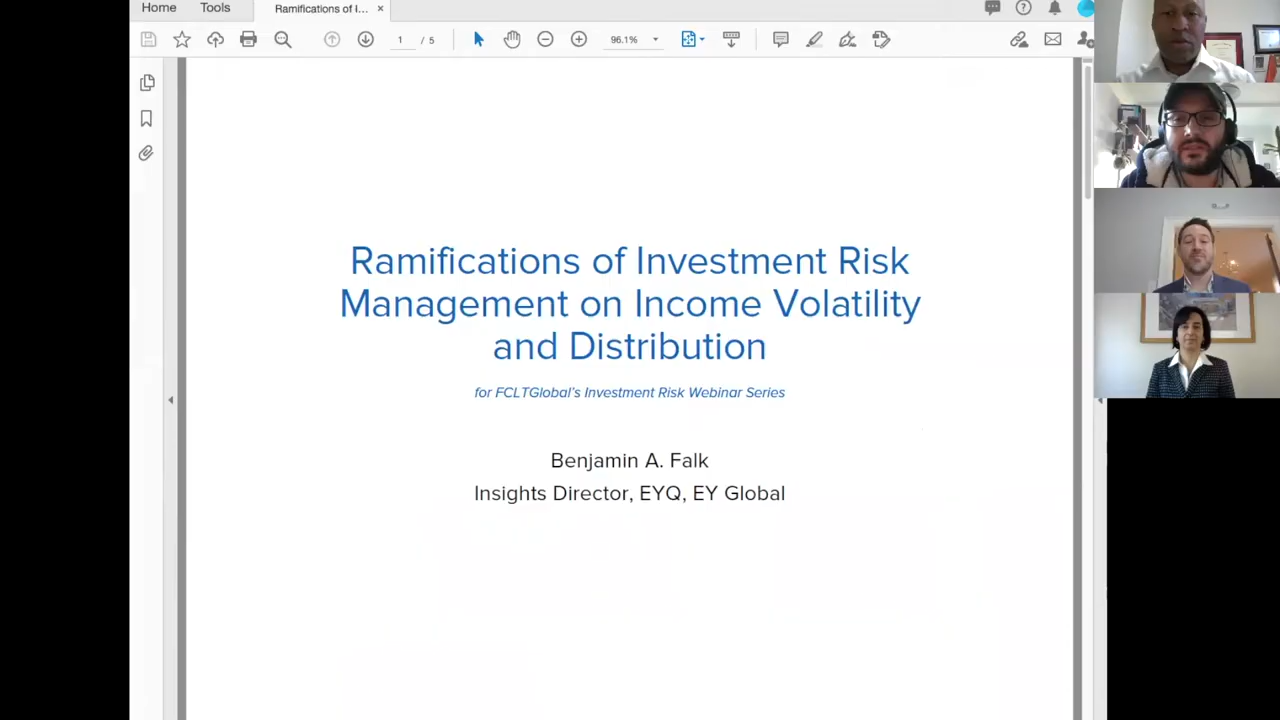 Home Tools Ramifications of I... ×
1 / 5 96.1%
Ramifications of Investment Risk
Management on Income Volatility
and Distribution
for FCLTGlobal's Investment Risk Webinar Series
Benjamin A. Falk
Insights Director, EYQ, EY Global